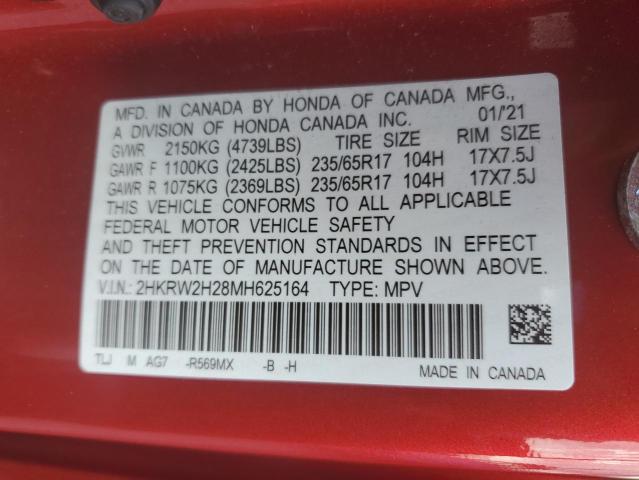 MFD. IN CANADA BY HONDA OF CANADA MFG.,
A DIVISION OF HONDA CANADA INC. 01/'21
GVWR 2150KG (4739LBS) TIRE SIZE RIM SIZE
GAWR F 1100KG (2425LBS) 235/65R17 104H 17X7.5J
GAWR R 1075KG (2369LBS) 235/65R17 104H 17X7.5J
THIS VEHICLE CONFORMS TO ALL APPLICABLE
FEDERAL MOTOR VEHICLE SAFETY
AND THEFT PREVENTION STANDARDS IN EFFECT
ON THE DATE OF MANUFACTURE SHOWN ABOVE.
V.I.N.: 2HKRW2H28MH625164 TYPE: MPV
TLJ M AG7 -R569MX -B -H
MADE IN CANADA